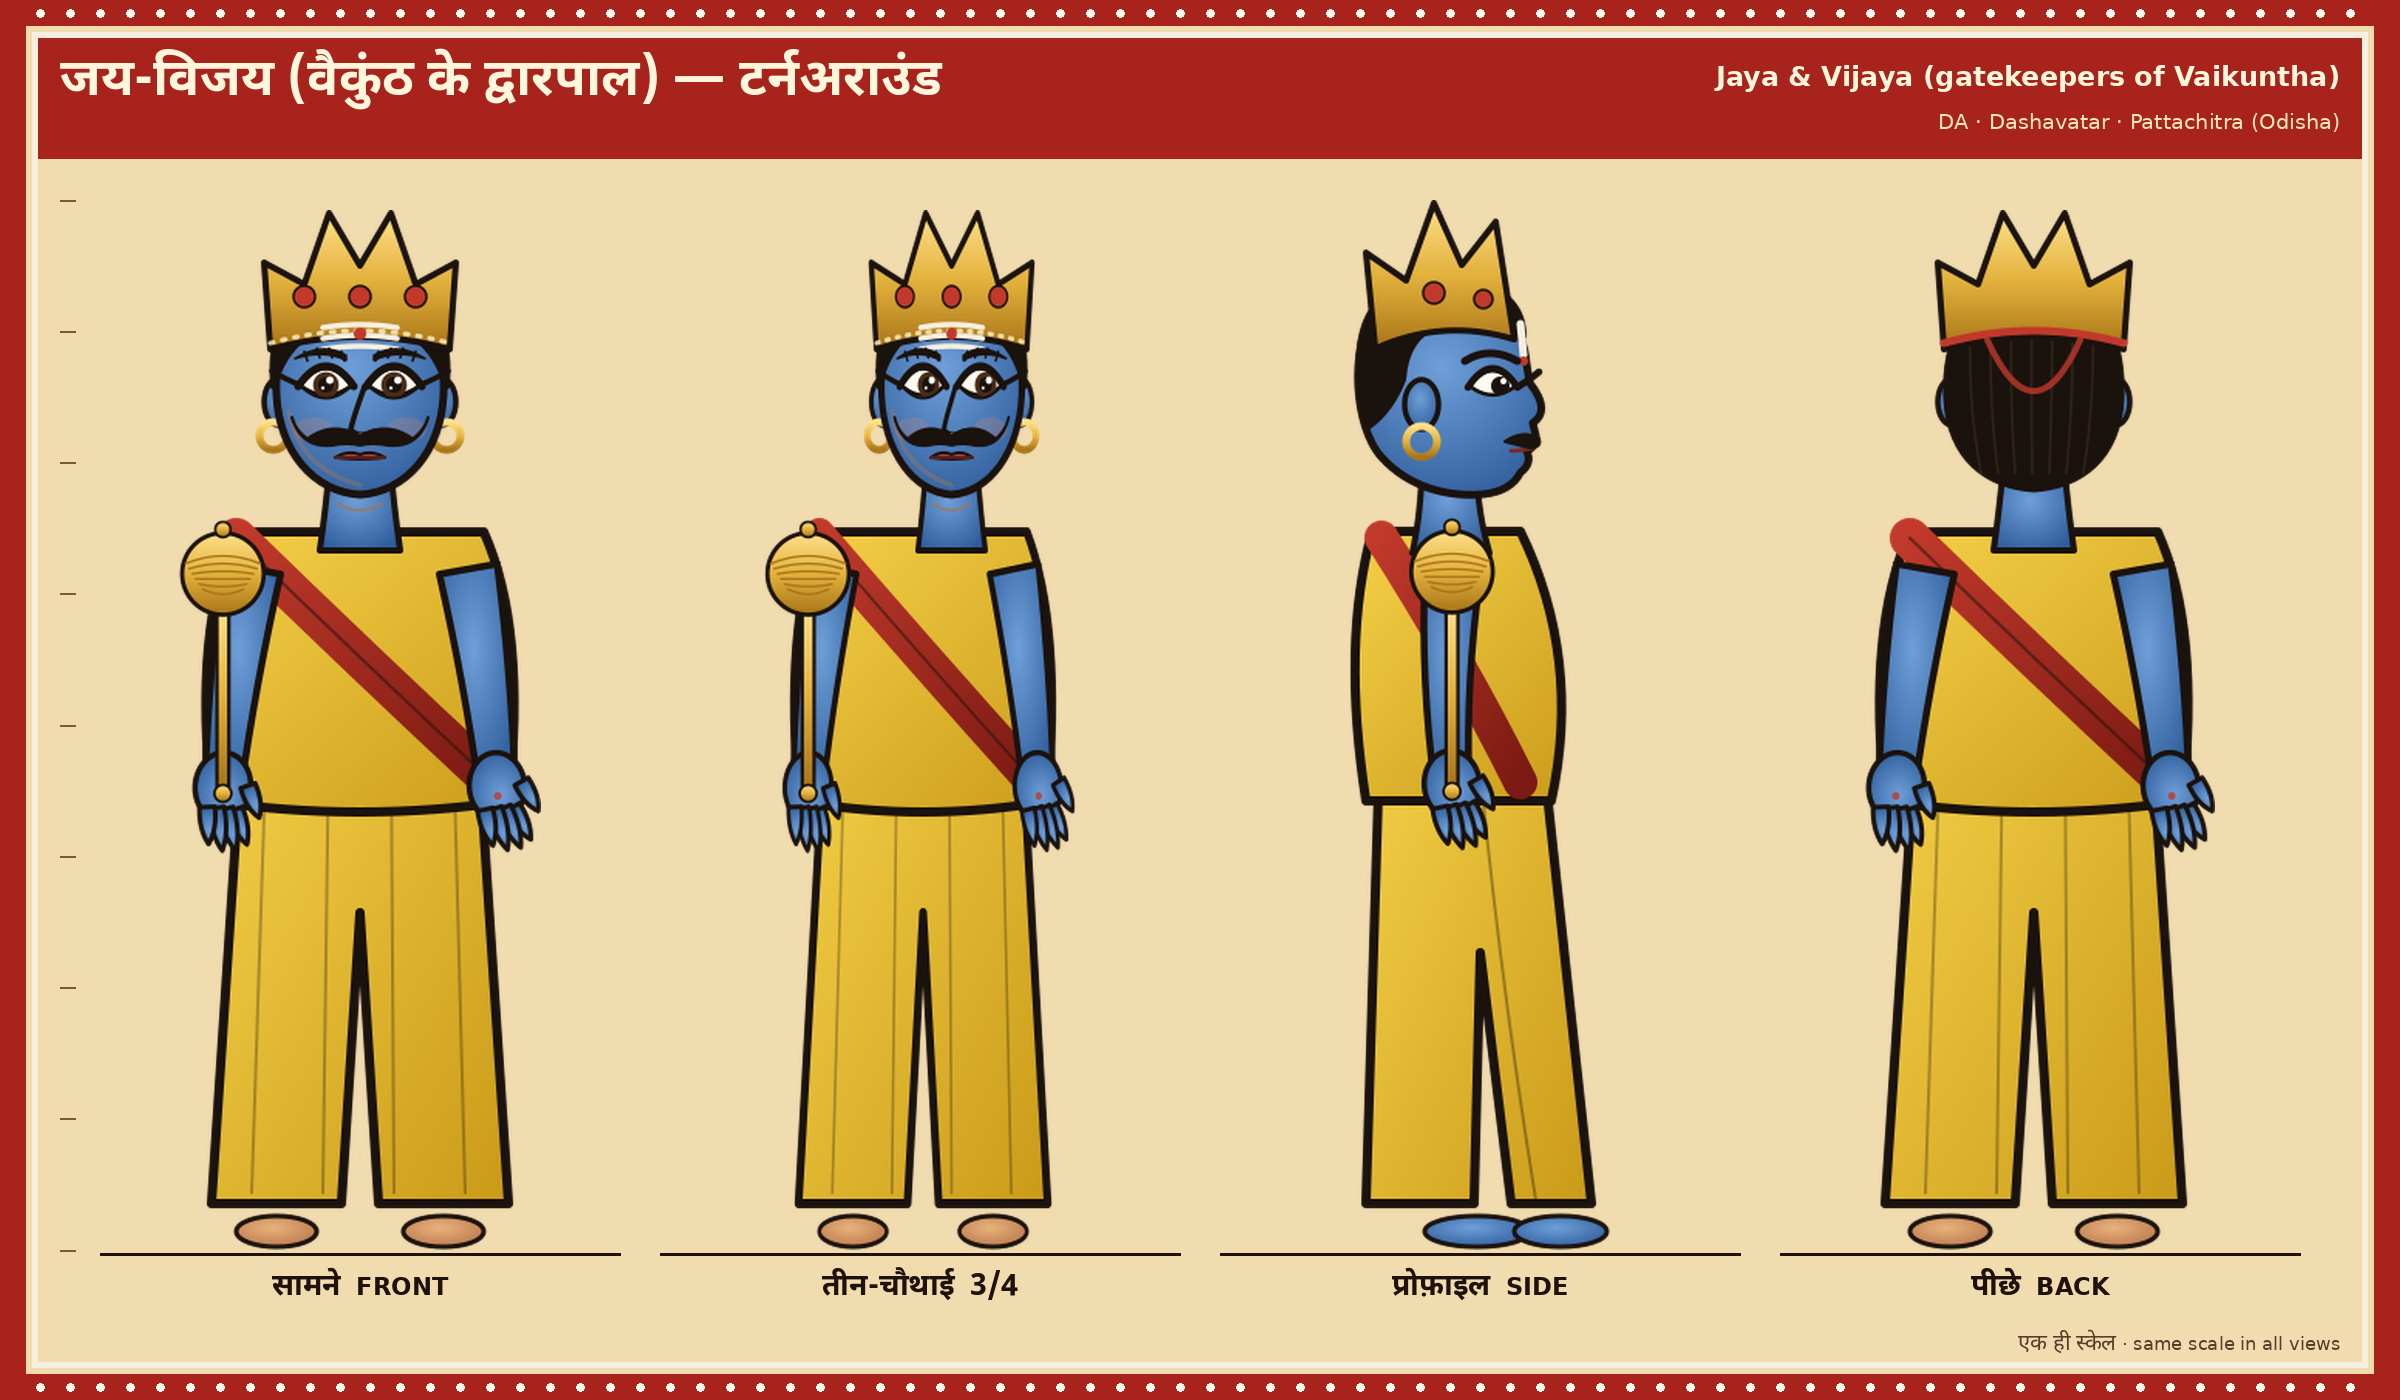 जय-विजय (वैकुंठ के द्वारपाल) — टर्नअराउंड
Jaya & Vijaya (gatekeepers of Vaikuntha)
DA · Dashavatar · Pattachitra (Odisha)
सामने FRONT
तीन-चौथाई 3/4
प्रोफ़ाइल SIDE
पीछे BACK
एक ही स्केल · same scale in all views